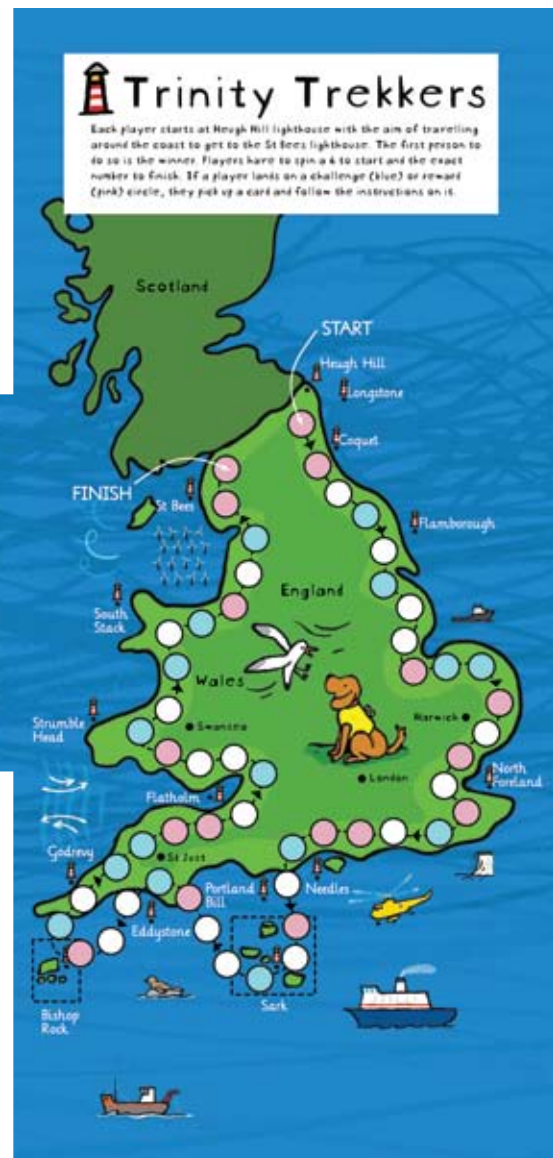 Trinity Trekkers
Each player starts at Heugh Hill lighthouse with the aim of travelling
around the coast to get to the St Bees lighthouse. The first person to
do so is the winner. Players have to spin a 6 to start and the exact
number to finish. If a player lands on a challenge (blue) or reward
(pink) circle, they pick up a card and follow the instructions on it.
Scotland
START
Heugh Hill
Longstone
Coquet
FINISH
St Bees
Flamborough
England
South
Stack
Wales
Strumble
Head
Swansea
Harwick
London
North
Foreland
Flatholm
Godrevy
St Just
Portland
Bill
Needles
Eddystone
Sark
Bishop
Rock